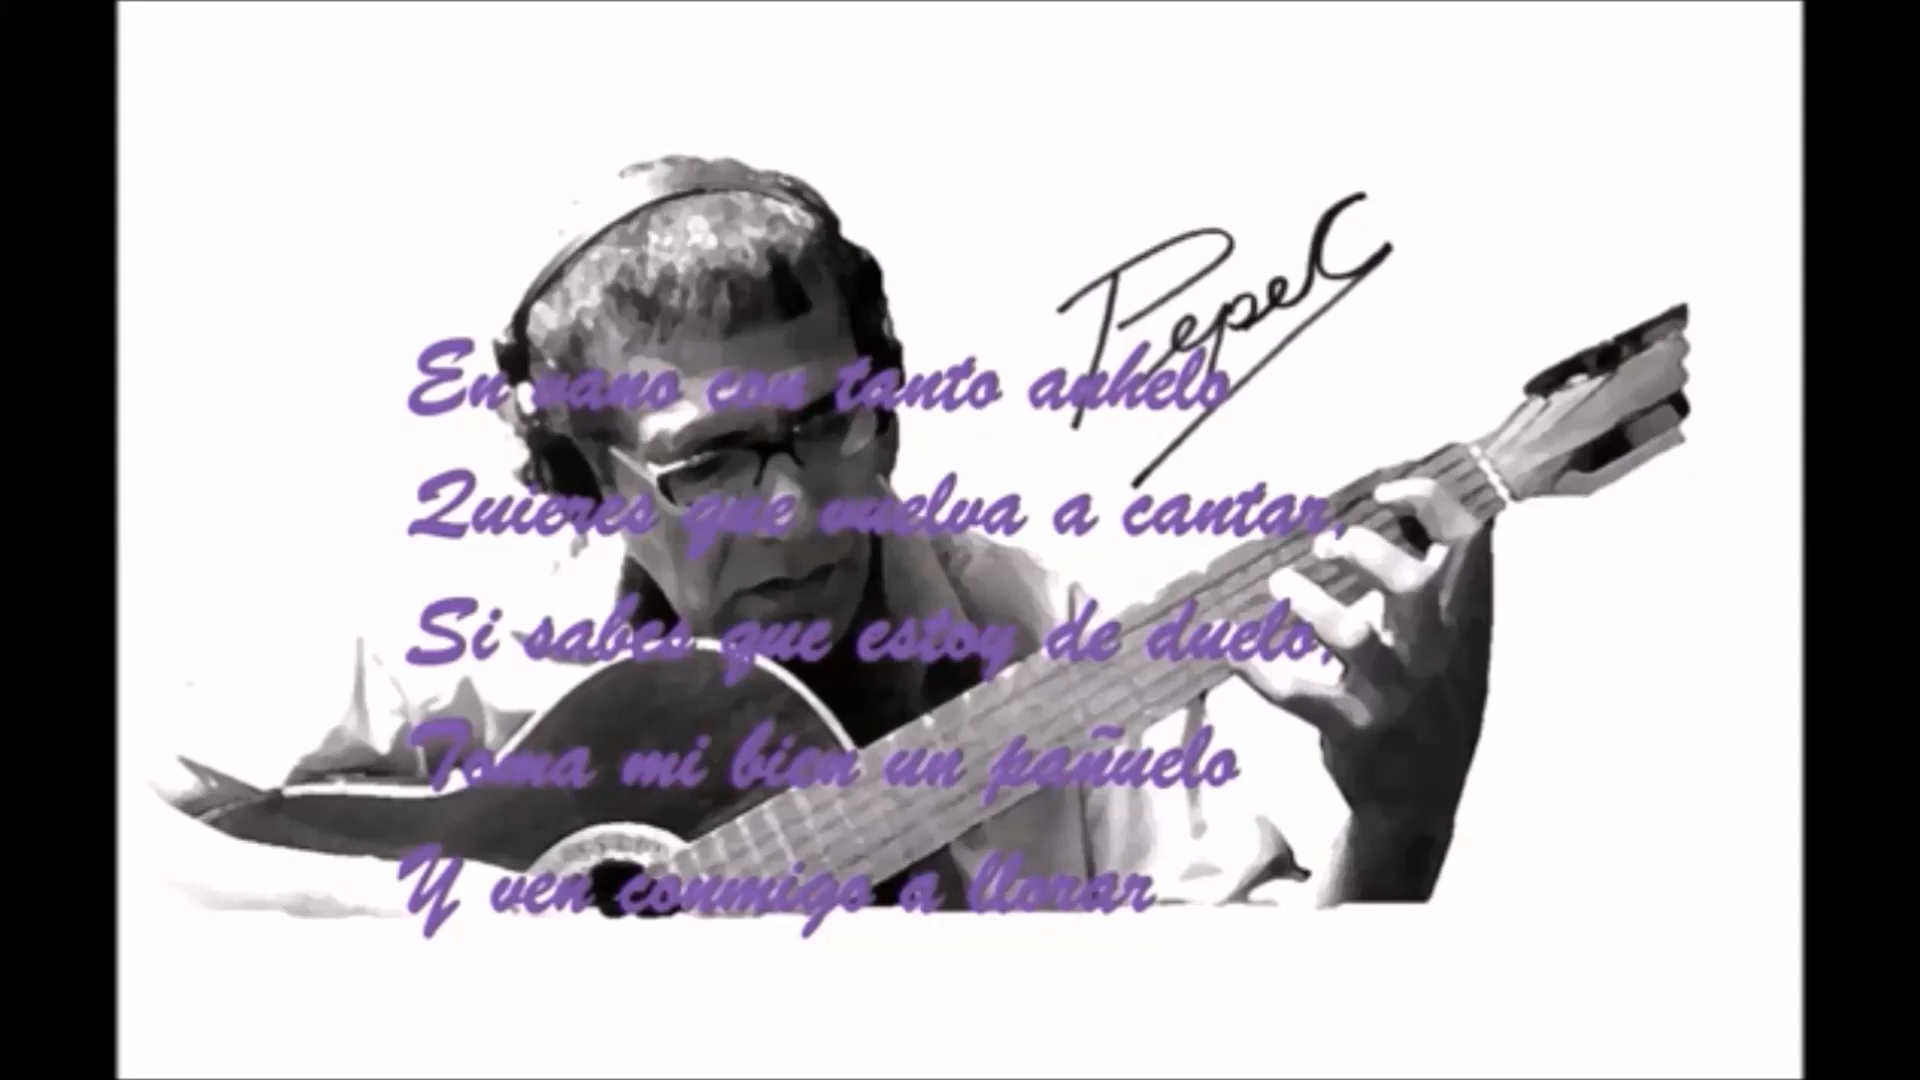 PepeC
En vano con tanto anhelo
Quieres que vuelva a cantar,
Si sabes que estoy de duelo,
Toma mi bien un pañuelo
Y ven conmigo a llorar